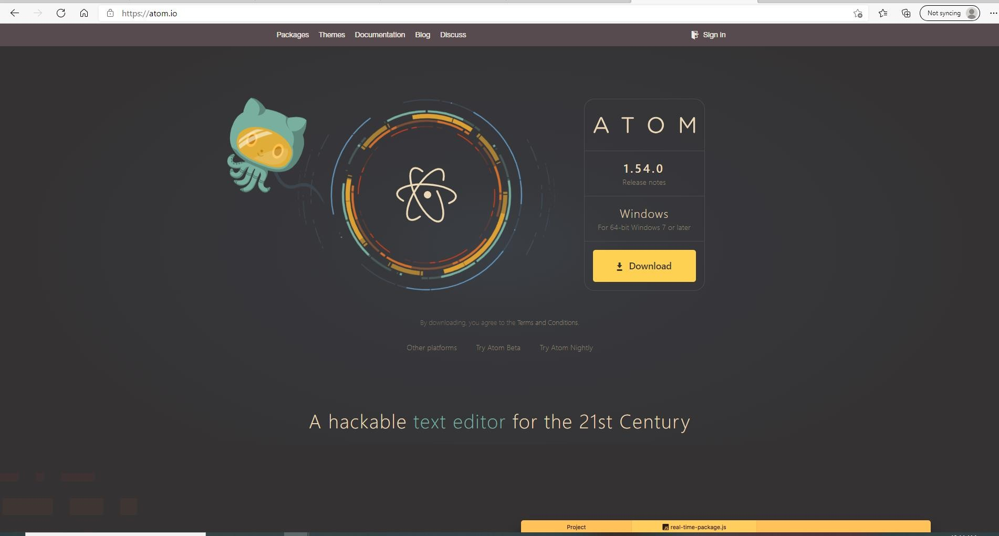 https://atom.io
Not syncing
Packages Themes Documentation Blog Discuss Sign in
ATOM
1.54.0
Release notes
Windows
For 64-bit Windows 7 or later
Download
By downloading, you agree to the Terms and Conditions.
Other platforms Try Atom Beta Try Atom Nightly
A hackable text editor for the 21st Century
Project JS real-time-package.js